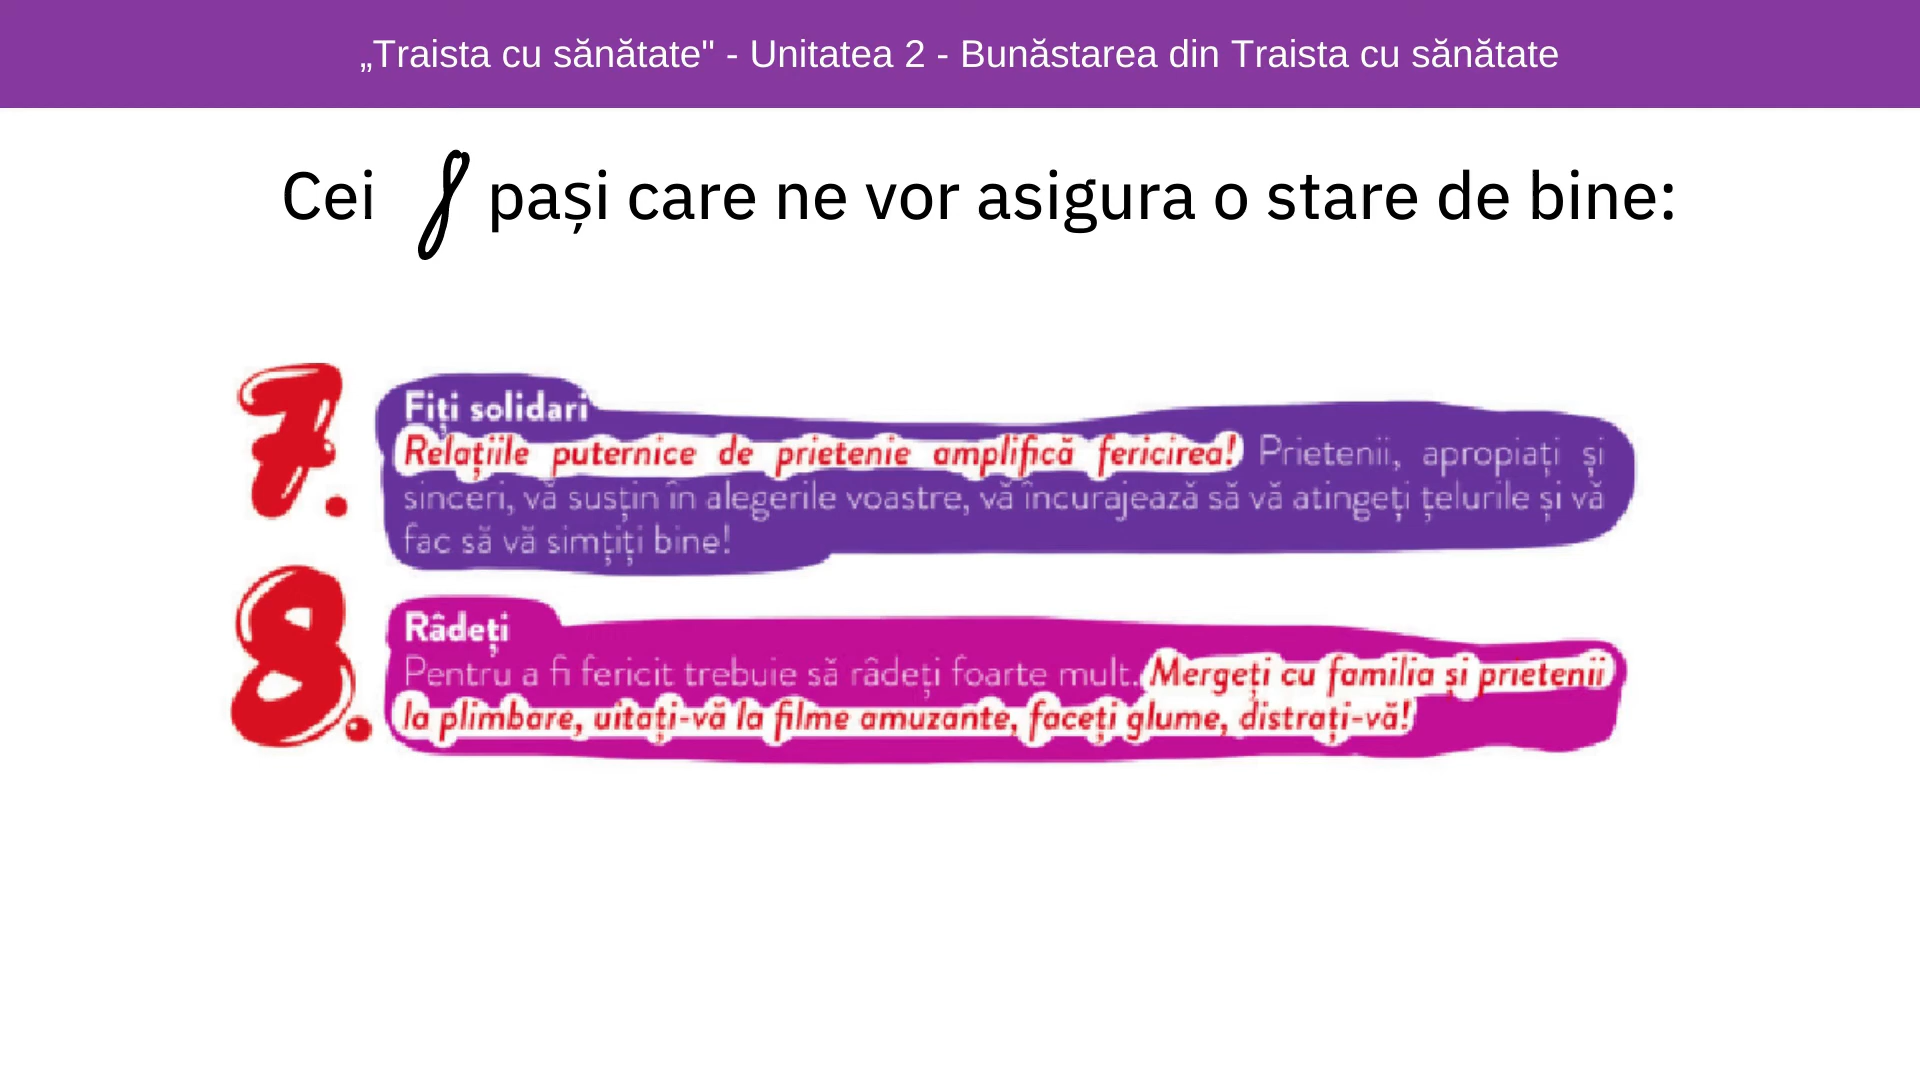 „Traista cu sănătate" - Unitatea 2 - Bunăstarea din Traista cu sănătate
Cei 8 pași care ne vor asigura o stare de bine:
7.
Fiți solidari
Relațiile puternice de prietenie amplifică fericirea! Prietenii, apropiați și
sinceri, vă susțin în alegerile voastre, vă încurajează să vă atingeți țelurile și vă
fac să vă simțiți bine!
8.
Râdeți
Pentru a fi fericit trebuie să râdeți foarte mult. Mergeți cu familia și prietenii
la plimbare, uitați-vă la filme amuzante, faceți glume, distrați-vă!